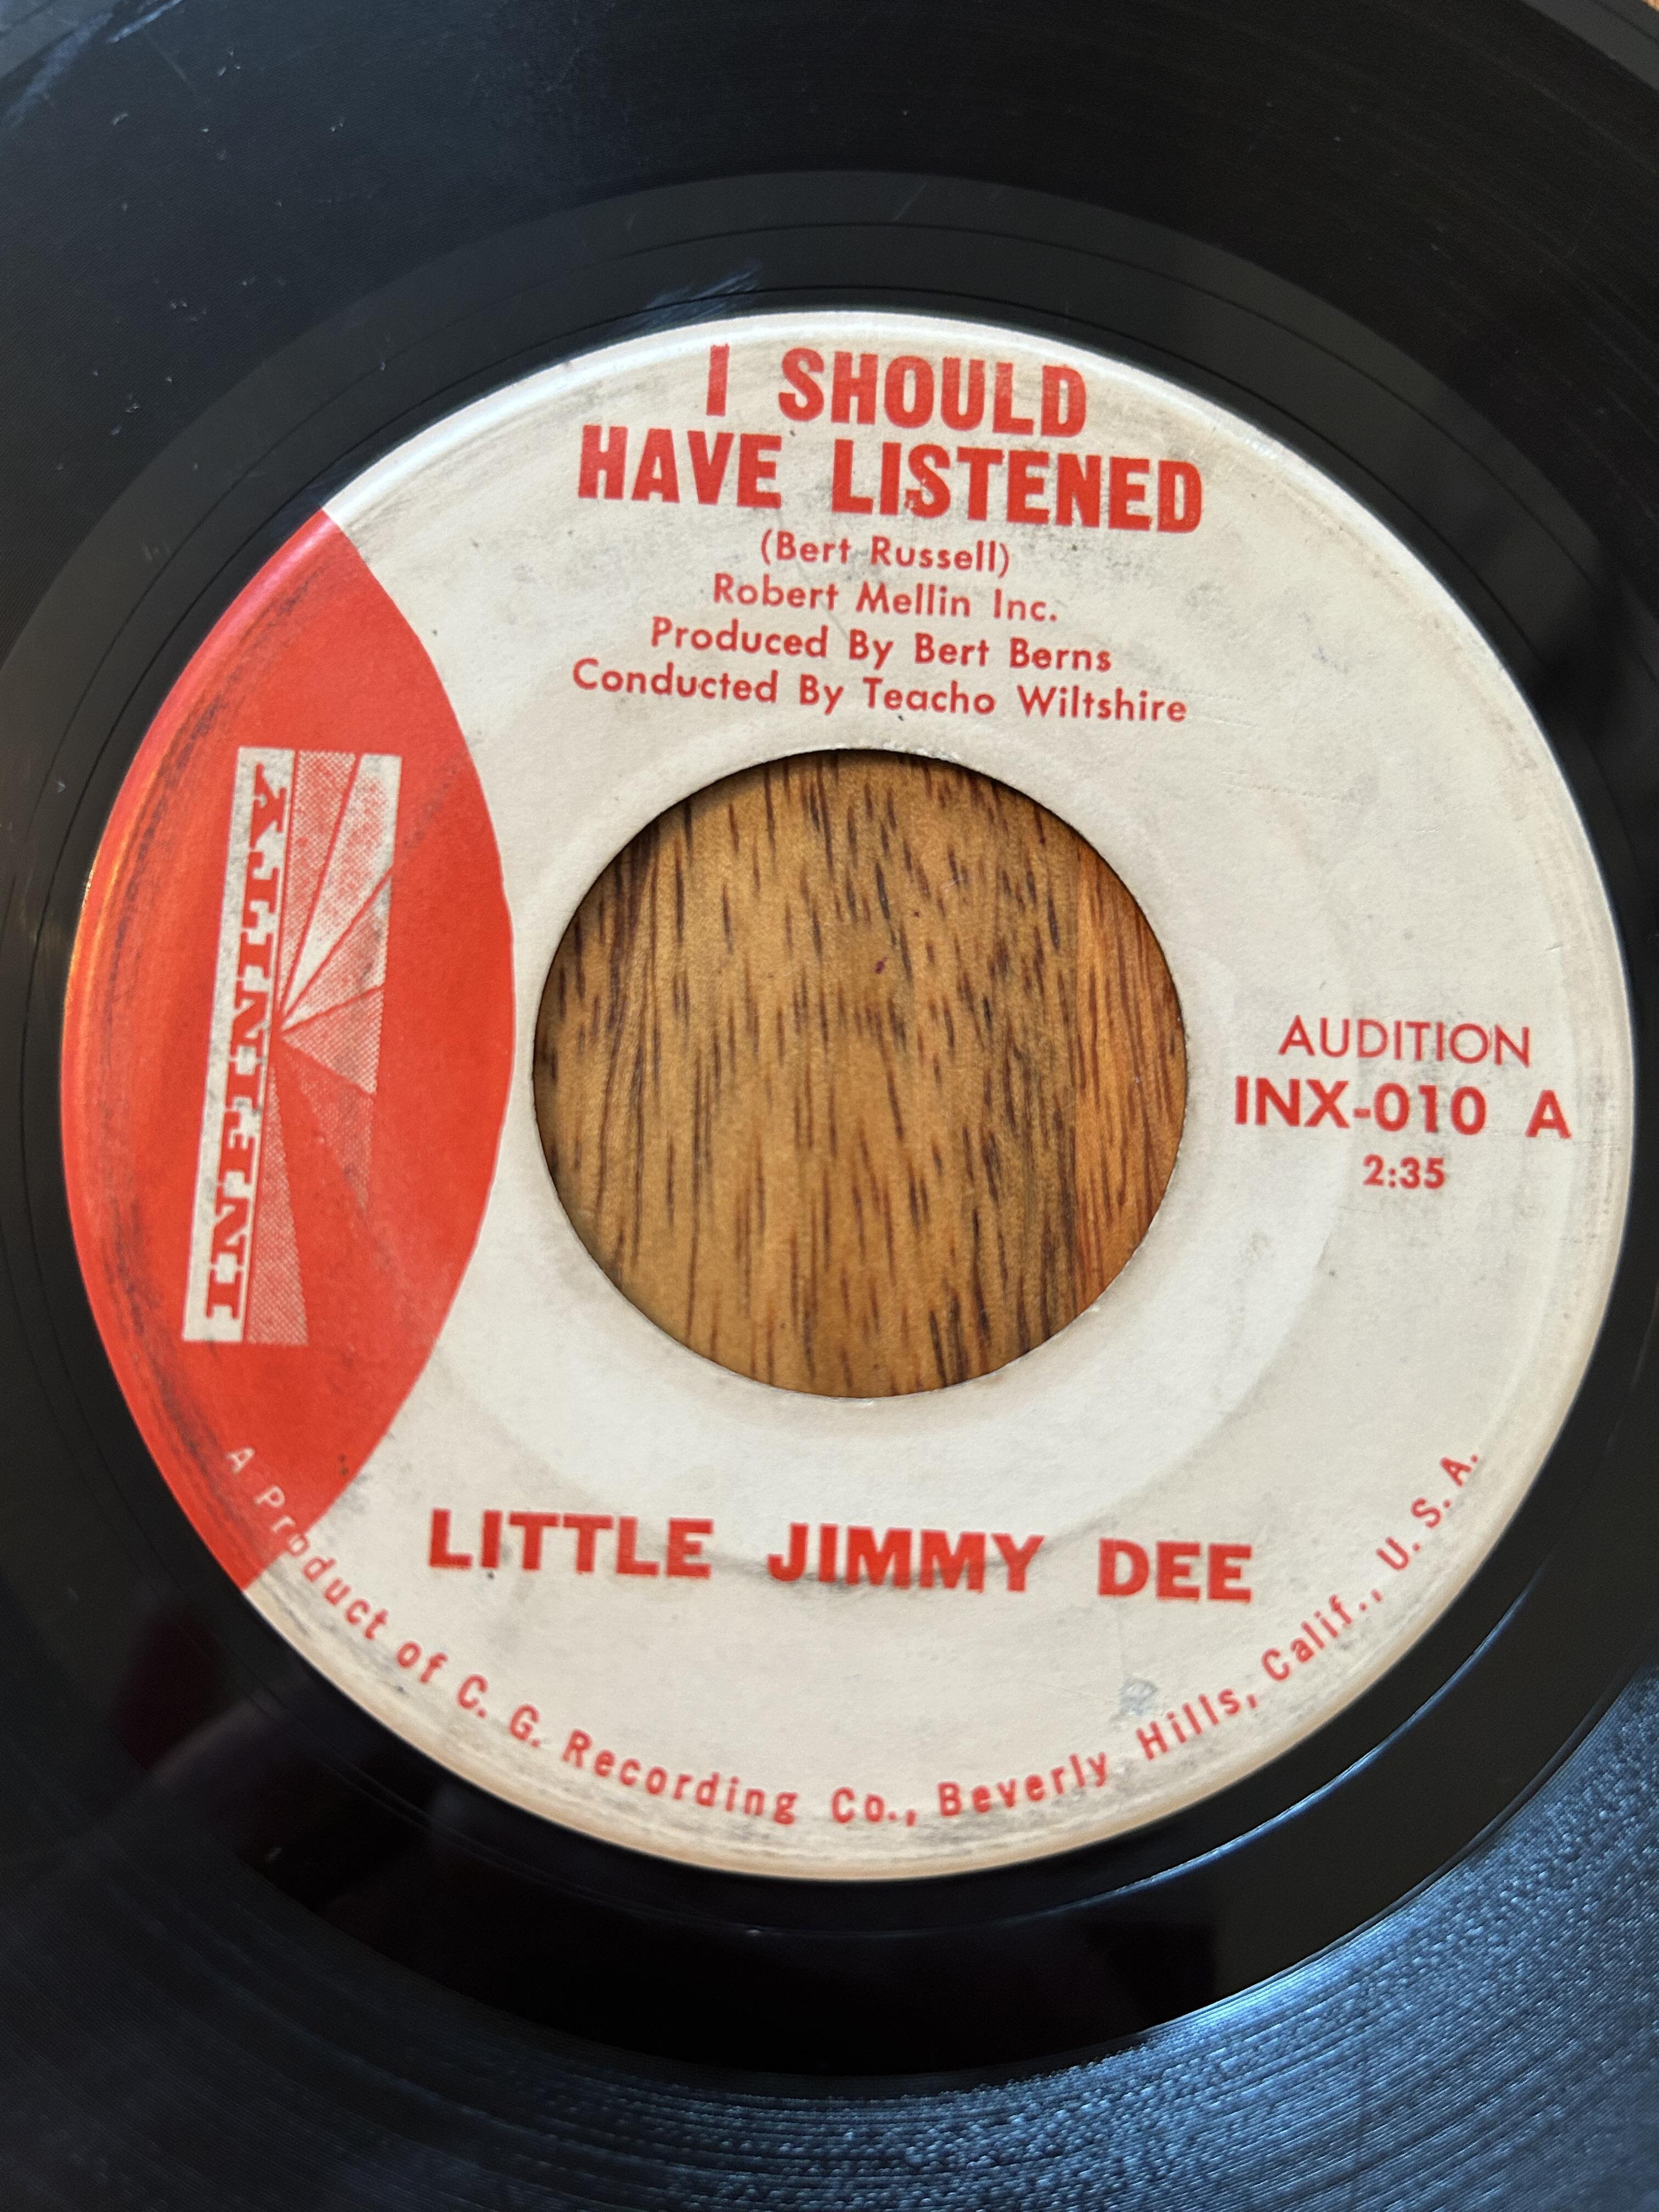 I SHOULD
HAVE LISTENED
(Bert Russell)
Robert Mellin Inc.
Produced By Bert Berns
Conducted By Teacho Wiltshire
INFINITY
AUDITION
INX-010 A
2:35
LITTLE JIMMY DEE
A Product of C. G. Recording Co., Beverly Hills, Calif., U. S. A.